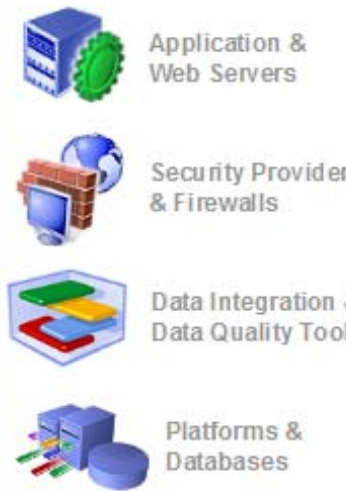 Application &
Web Servers
Security Provider
& Firewalls
Data Integration &
Data Quality Tool
Platforms &
Databases